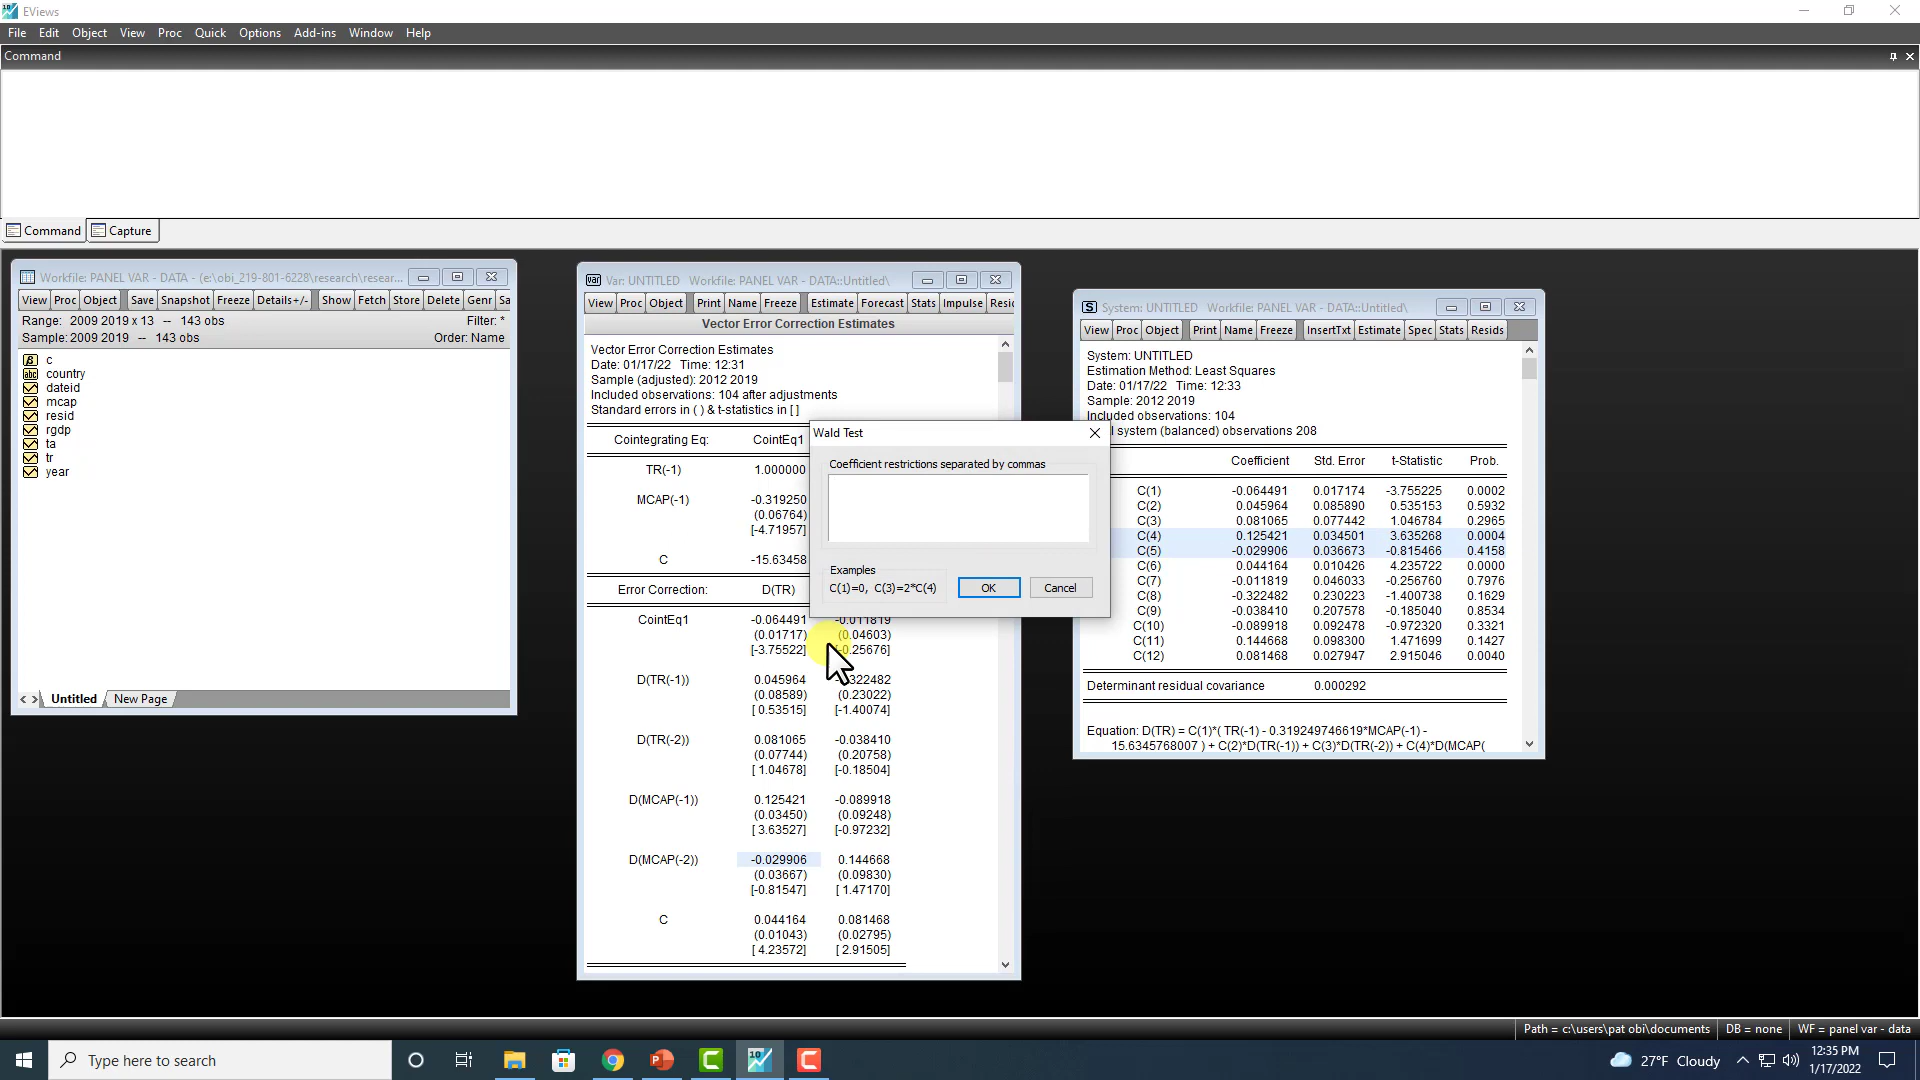 EViews
File Edit Object View Proc Quick Options Add-ins Window Help
Command
Command Capture
Workfile: PANEL VAR - DATA - (e:\obi_219-801-6228\research\resear...
View Proc Object Save Snapshot Freeze Details+/- Show Fetch Store Delete Genr Sa
Range: 2009 2019 x 13 -- 143 obs Filter: *
Sample: 2009 2019 -- 143 obs Order: Name
c
country
dateid
mcap
resid
rgdp
ta
tr
year
Untitled New Page
Var: UNTITLED Workfile: PANEL VAR - DATA::Untitled\
View Proc Object Print Name Freeze Estimate Forecast Stats Impulse Resic
Vector Error Correction Estimates
Vector Error Correction Estimates
Date: 01/17/22 Time: 12:31
Sample (adjusted): 2012 2019
Included observations: 104 after adjustments
Standard errors in ( ) & t-statistics in [ ]
Cointegrating Eq: CointEq1
TR(-1) 1.000000
MCAP(-1) -0.319250
(0.06764)
[-4.71957]
C -15.63458
Error Correction: D(TR)
CointEq1 -0.064491 -0.011819
(0.01717) (0.04603)
[-3.75522] [-0.25676]
D(TR(-1)) 0.045964 -0.322482
(0.08589) (0.23022)
[ 0.53515] [-1.40074]
D(TR(-2)) 0.081065 -0.038410
(0.07744) (0.20758)
[ 1.04678] [-0.18504]
D(MCAP(-1)) 0.125421 -0.089918
(0.03450) (0.09248)
[ 3.63527] [-0.97232]
D(MCAP(-2)) -0.029906 0.144668
(0.03667) (0.09830)
[-0.81547] [ 1.47170]
C 0.044164 0.081468
(0.01043) (0.02795)
[ 4.23572] [ 2.91505]
Wald Test
Coefficient restrictions separated by commas
Examples
C(1)=0, C(3)=2*C(4) OK Cancel
System: UNTITLED Workfile: PANEL VAR - DATA::Untitled\
View Proc Object Print Name Freeze InsertTxt Estimate Spec Stats Resids
System: UNTITLED
Estimation Method: Least Squares
Date: 01/17/22 Time: 12:33
Sample: 2012 2019
Included observations: 104
system (balanced) observations 208
Coefficient Std. Error t-Statistic Prob.
C(1) -0.064491 0.017174 -3.755225 0.0002
C(2) 0.045964 0.085890 0.535153 0.5932
C(3) 0.081065 0.077442 1.046784 0.2965
C(4) 0.125421 0.034501 3.635268 0.0004
C(5) -0.029906 0.036673 -0.815466 0.4158
C(6) 0.044164 0.010426 4.235722 0.0000
C(7) -0.011819 0.046033 -0.256760 0.7976
C(8) -0.322482 0.230223 -1.400738 0.1629
C(9) -0.038410 0.207578 -0.185040 0.8534
C(10) -0.089918 0.092478 -0.972320 0.3321
C(11) 0.144668 0.098300 1.471699 0.1427
C(12) 0.081468 0.027947 2.915046 0.0040
Determinant residual covariance 0.000292
Equation: D(TR) = C(1)*( TR(-1) - 0.319249746619*MCAP(-1) -
15.6345768007 ) + C(2)*D(TR(-1)) + C(3)*D(TR(-2)) + C(4)*D(MCAP(
Path = c:\users\pat obi\documents DB = none WF = panel var - data
Type here to search
27°F Cloudy
12:35 PM
1/17/2022